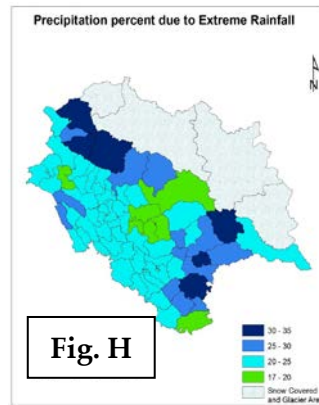 Precipitation percent due to Extreme Rainfall
N
Fig. H
30 - 35
25 - 30
20 - 25
17 - 20
Snow Covered
and Glacier Area